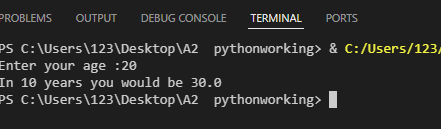 PROBLEMS OUTPUT DEBUG CONSOLE TERMINAL PORTS
PS C:\Users\123\Desktop\A2  pythonworking> & C:/Users/123/
Enter your age :20
In 10 years you would be 30.0
PS C:\Users\123\Desktop\A2  pythonworking>